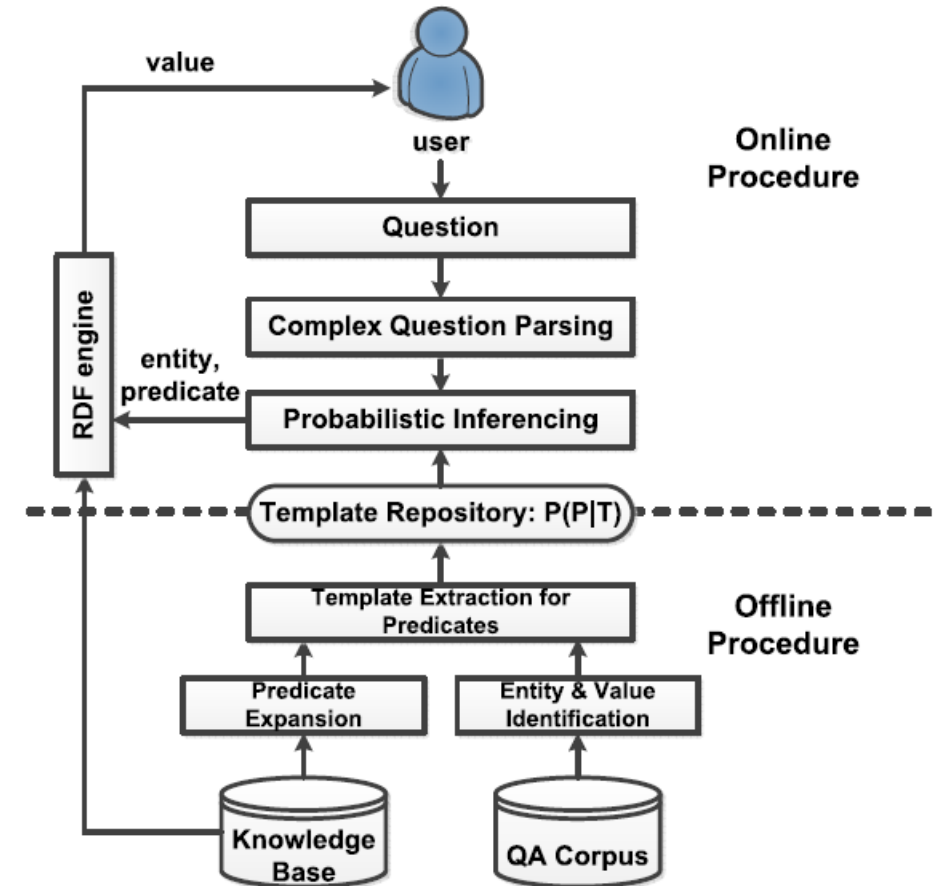 value
user
Online
Procedure
Question
Complex Question Parsing
RDF engine
entity,
predicate
Probabilistic Inferencing
Template Repository: P(P|T)
Template Extraction for
Predicates
Offline
Procedure
Predicate
Expansion
Entity & Value
Identification
Knowledge
Base
QA Corpus